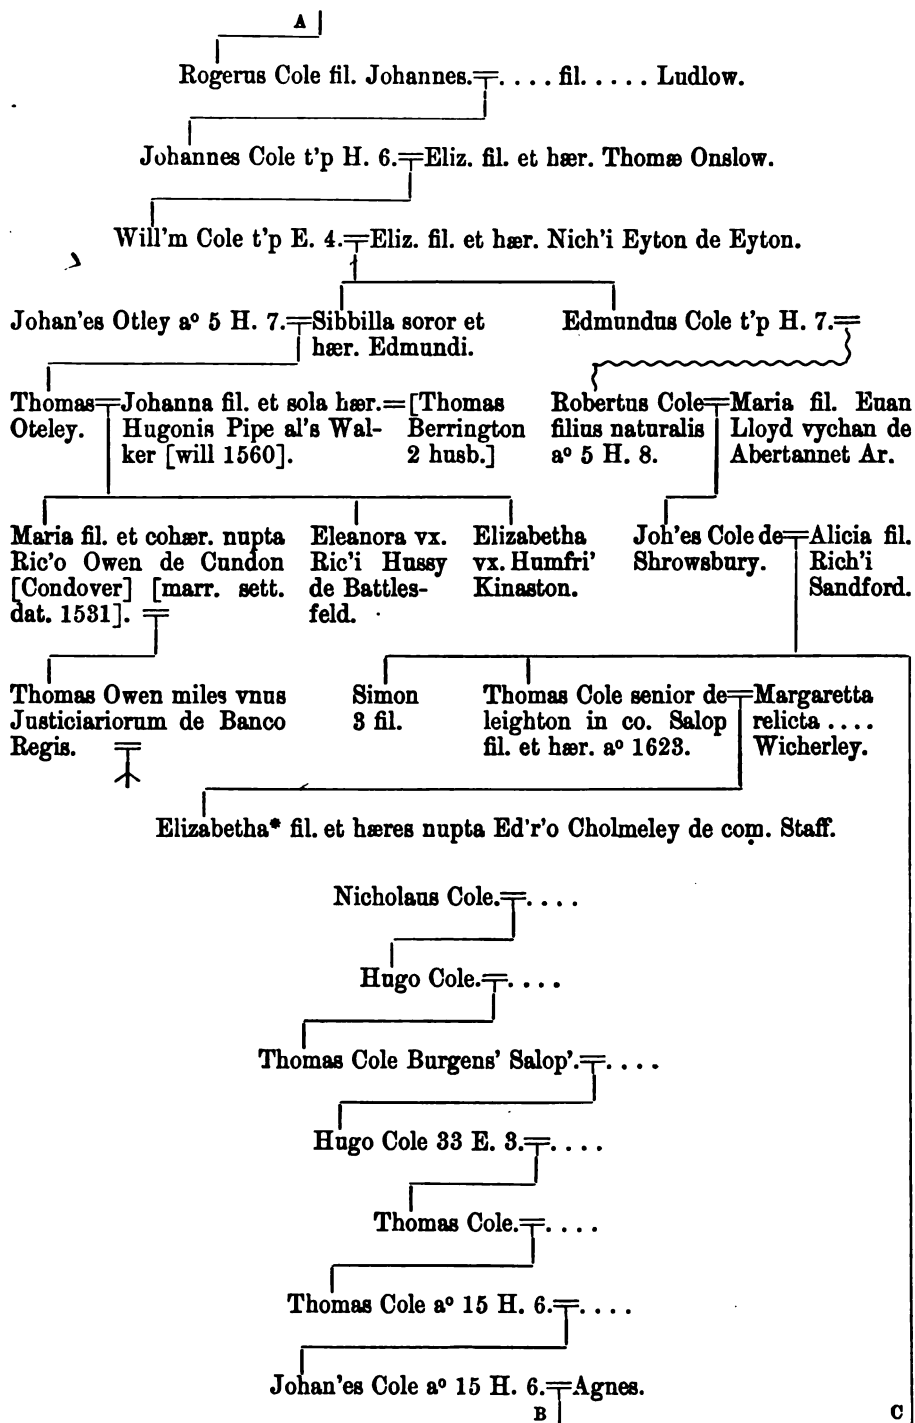 A
Rogerus Cole fil. Johannes.=. . . . fil. . . . . . Ludlow.
Johannes Cole t'p H. 6.=Eliz. fil. et hær. Thomæ Onslow.
Will'm Cole t'p E. 4.=Eliz. fil. et hær. Nich'i Eyton de Eyton.
Johan'es Otley aº 5 H. 7.=Sibbilla soror et
hær. Edmundi.
Edmundus Cole t'p H. 7.=
Thomas=
Oteley.
Johanna fil. et sola hær.=
Hugonis Pipe al's Wal-
ker [will 1560].
[Thomas
Berrington
2 husb.]
Robertus Cole=
filius naturalis
aº 5 H. 8.
Maria fil. Euan
Lloyd vychan de
Abertannet Ar.
Maria fil. et cohær. nupta
Ric'o Owen de Cundon
[Condover] [marr. sett.
dat. 1531]. =
Eleanora vx.
Ric'i Hussy
de Battles-
feld.
Elizabetha
vx. Humfri'
Kinaston.
Joh'es Cole de=
Shrowsbury.
Alicia fil.
Rich'i
Sandford.
Thomas Owen miles vnus
Justiciariorum de Banco
Regis. =
Simon
3 fil.
Thomas Cole senior de=
leighton in co. Salop
fil. et hær. aº 1623.
Margaretta
relicta . . . .
Wicherley.
Elizabetha* fil. et hæres nupta Ed'r'o Cholmeley de com. Staff.
Nicholaus Cole.=. . . .
Hugo Cole.=. . . .
Thomas Cole Burgens' Salop'.=. . . .
Hugo Cole 33 E. 3.=. . . .
Thomas Cole.=. . . .
Thomas Cole aº 15 H. 6.=. . . .
Johan'es Cole aº 15 H. 6.=Agnes.
B
C